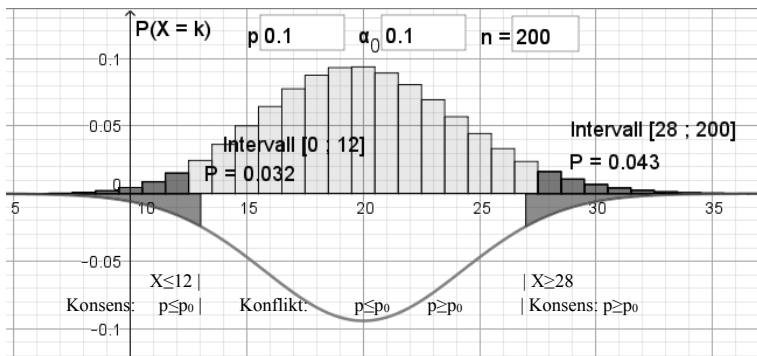 P(X = k)
p 0.1
α0 0.1
n = 200
0.1
0.05
Intervall [0 ; 12]
P = 0.032
Intervall [28 ; 200]
P = 0.043
0
5 10 15 20 25 30 35
−0.05
−0.1
X≤12 | | X≥28
Konsens: p≤p₀ | Konflikt: p≤p₀ p≥p₀ | Konsens: p≥p₀